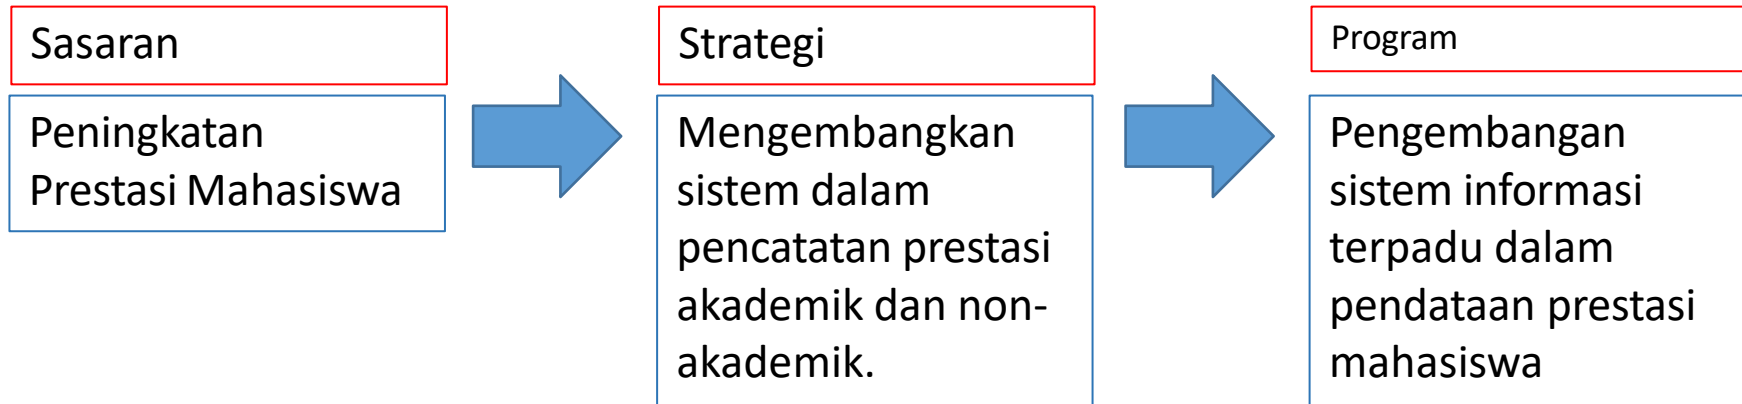 Sasaran
Peningkatan
Prestasi Mahasiswa
Strategi
Mengembangkan
sistem dalam
pencatatan prestasi
akademik dan non-
akademik.
Program
Pengembangan
sistem informasi
terpadu dalam
pendataan prestasi
mahasiswa